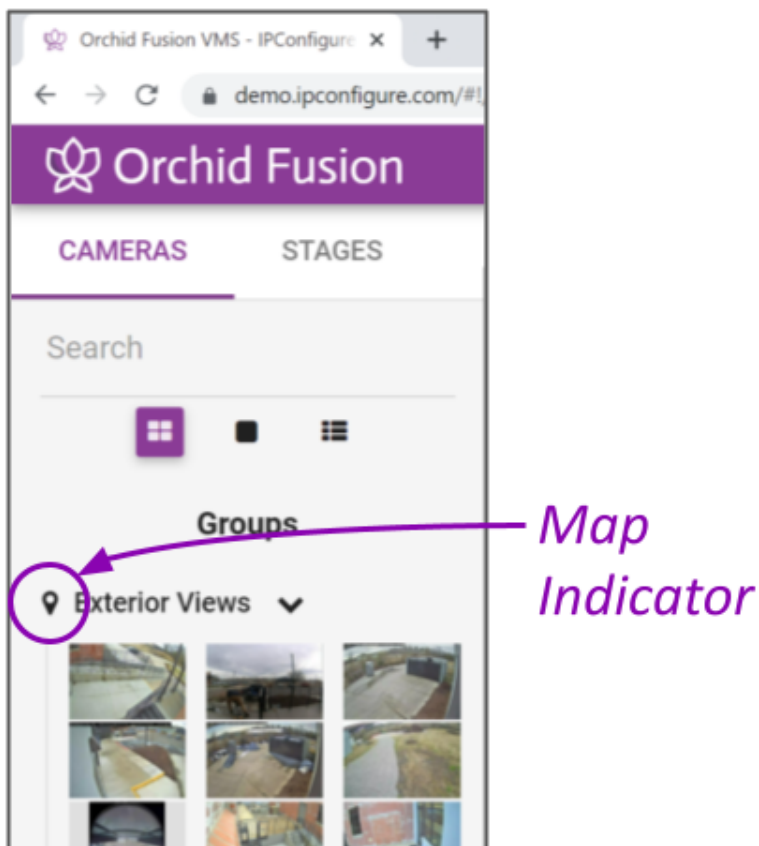 Orchid Fusion VMS - IPConfigure
demo.ipconfigure.com/#!
Orchid Fusion
CAMERAS STAGES
Search
Groups
Exterior Views
Map
Indicator